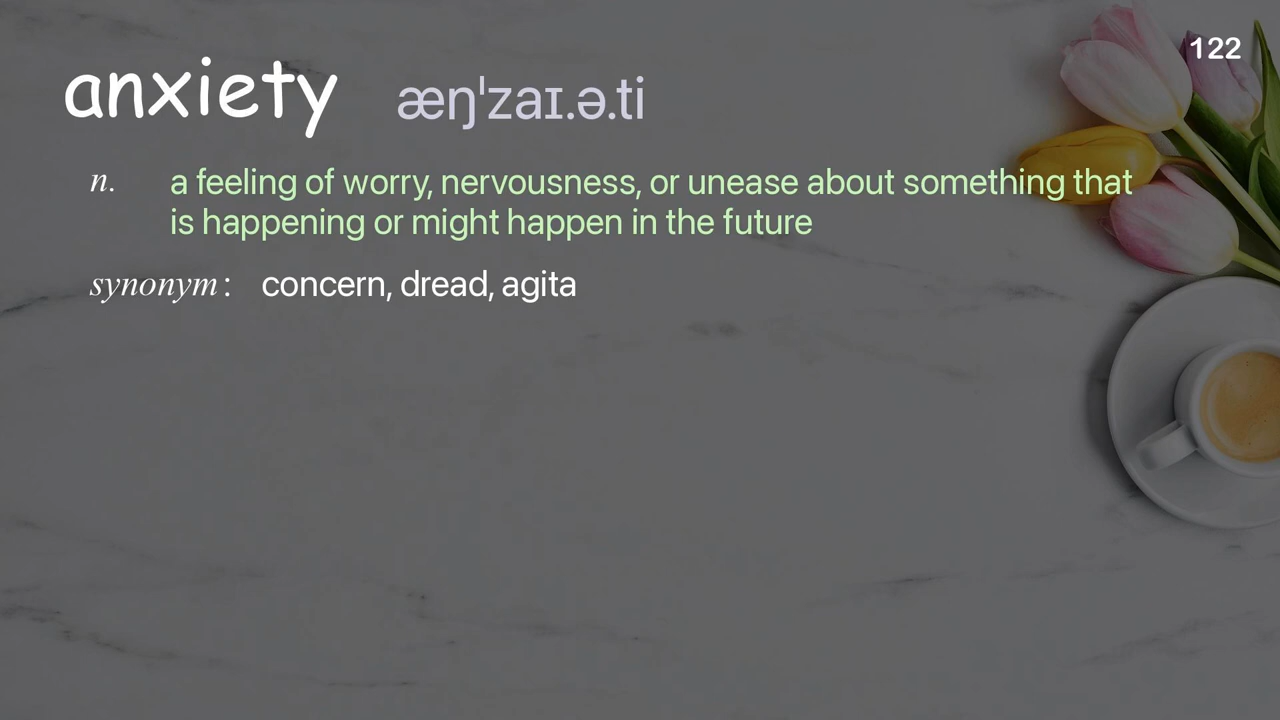 122
anxiety æŋˈzaɪ.ə.ti
n. a feeling of worry, nervousness, or unease about something that
is happening or might happen in the future
synonym: concern, dread, agita